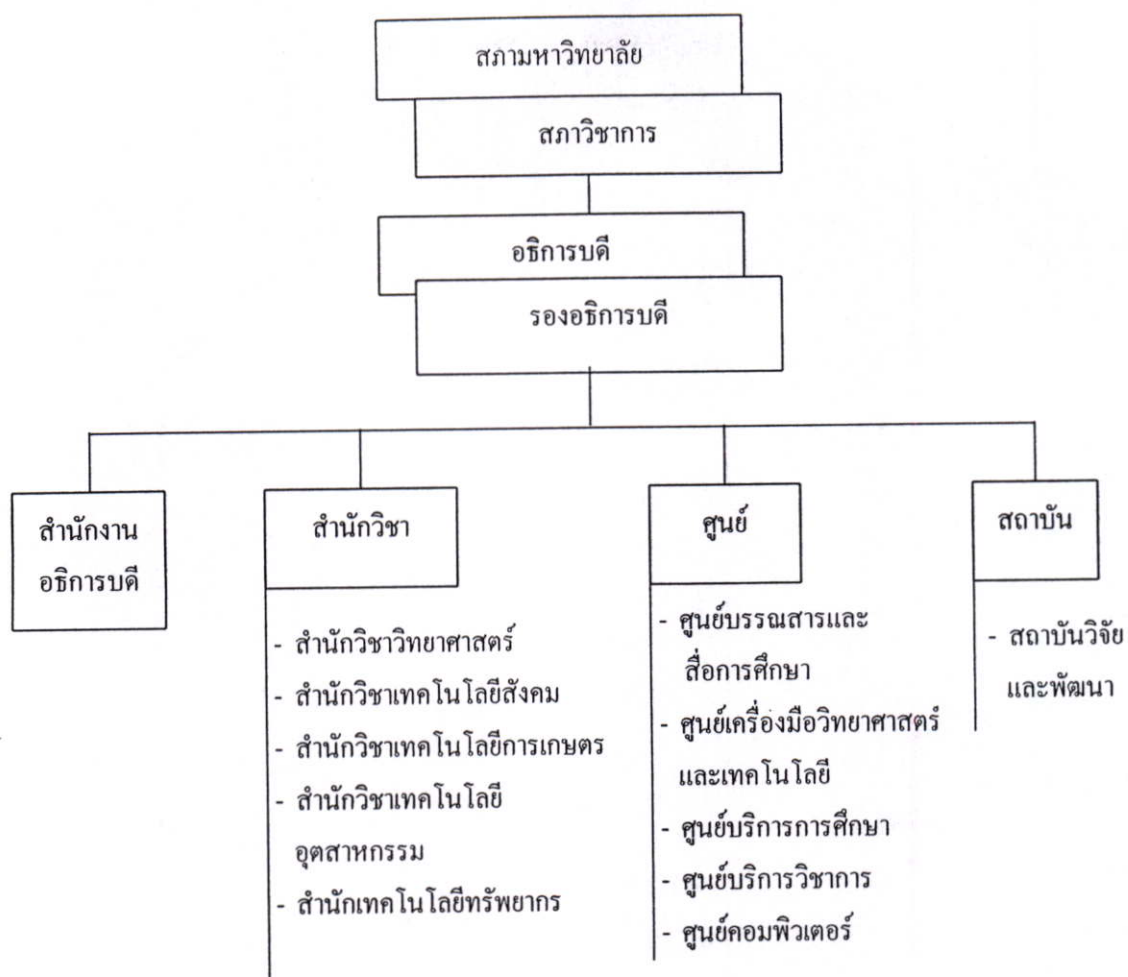 สภามหาวิทยาลัย
สภาวิชาการ
อธิการบดี
รองอธิการบดี
สำนักงาน
อธิการบดี
สำนักวิชา
- สำนักวิชาวิทยาศาสตร์
- สำนักวิชาเทคโนโลยีสังคม
- สำนักวิชาเทคโนโลยีการเกษตร
- สำนักวิชาเทคโนโลยี
อุตสาหกรรม
- สำนักเทคโนโลยีทรัพยากร
ศูนย์
- ศูนย์บรรณสารและ
สื่อการศึกษา
- ศูนย์เครื่องมือวิทยาศาสตร์
และเทคโนโลยี
- ศูนย์บริการการศึกษา
- ศูนย์บริการวิชาการ
- ศูนย์คอมพิวเตอร์
สถาบัน
- สถาบันวิจัย
และพัฒนา